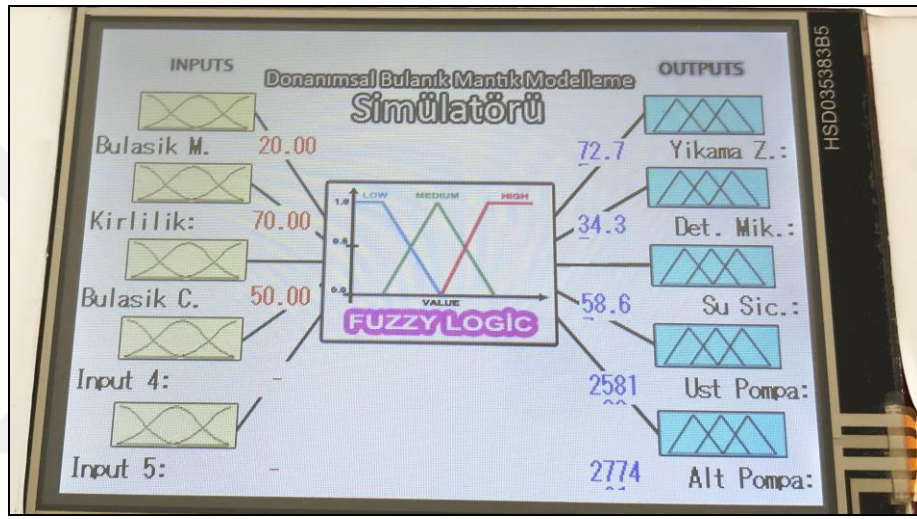 INPUTS
OUTPUTS
Donanımsal Bulanık Mantık Modelleme
Simülatörü
Bulasik M. 20.00
72.7 Yikama Z.:
Kirlilik: 70.00
34.3 Det. Mik.:
Bulasik C. 50.00
58.6 Su Sic.:
Input 4: -
2581 Ust Pompa:
Input 5: -
2774 Alt Pompa:
LOW MEDIUM HIGH
1.0
0.5
0.0
VALUE
FUZZY LOGİC
HSD035383B5